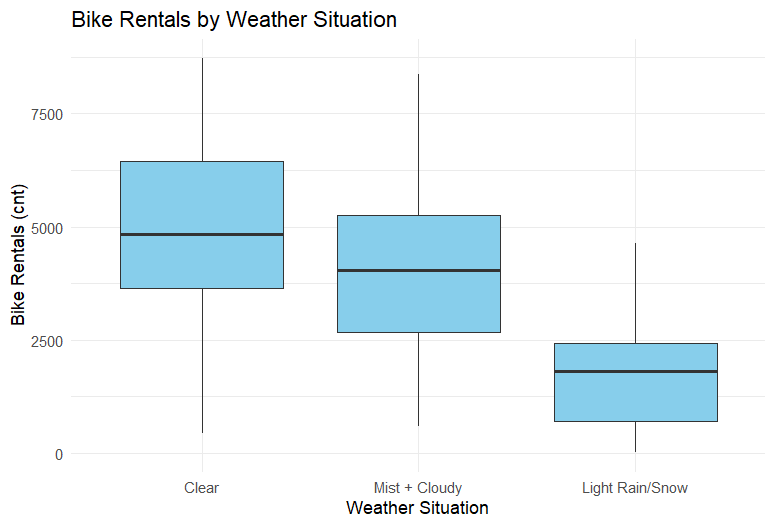 Bike Rentals by Weather Situation
Bike Rentals (cnt)
7500
5000
2500
0
Clear
Mist + Cloudy
Light Rain/Snow
Weather Situation